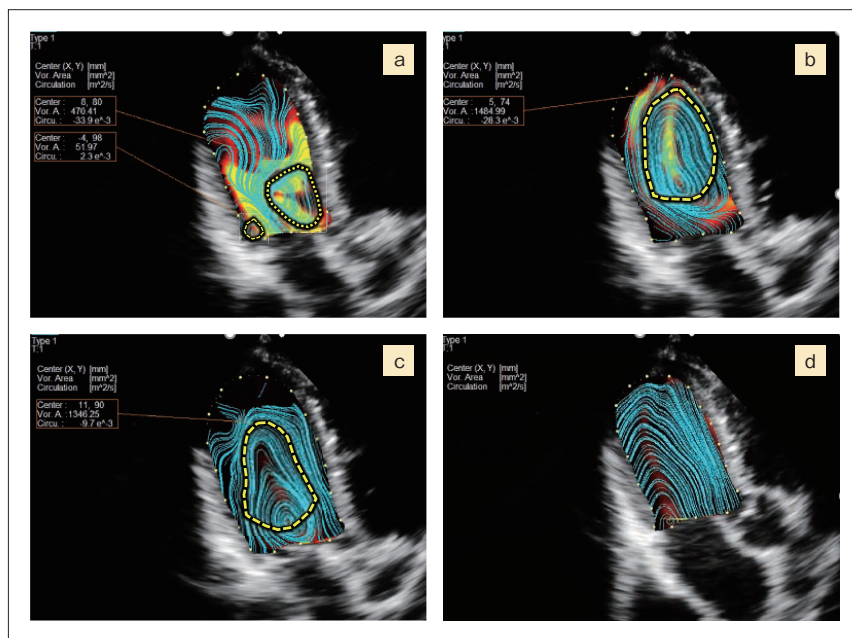 Type 1
T:1
a
Center (X, Y) [mm]
Vor. Area [mm^2]
Circulation [m^2/s]
Center : 8, 80
Vor. A. : 476.41
Circu. : -33.9 e^-3
Center : -4, 98
Vor. A. : 51.97
Circu. : 2.3 e^-3
Type 1
T:1
b
Center (X, Y) [mm]
Vor. Area [mm^2]
Circulation [m^2/s]
Center : 5, 74
Vor. A. :1484.99
Circu. : -28.3 e^-3
Type 1
T:1
c
Center (X, Y) [mm]
Vor. Area [mm^2]
Circulation [m^2/s]
Center : 11, 90
Vor. A. :1346.25
Circu. : -9.7 e^-3
Type 1
T:1
d
Center (X, Y) [mm]
Vor. Area [mm^2]
Circulation [m^2/s]